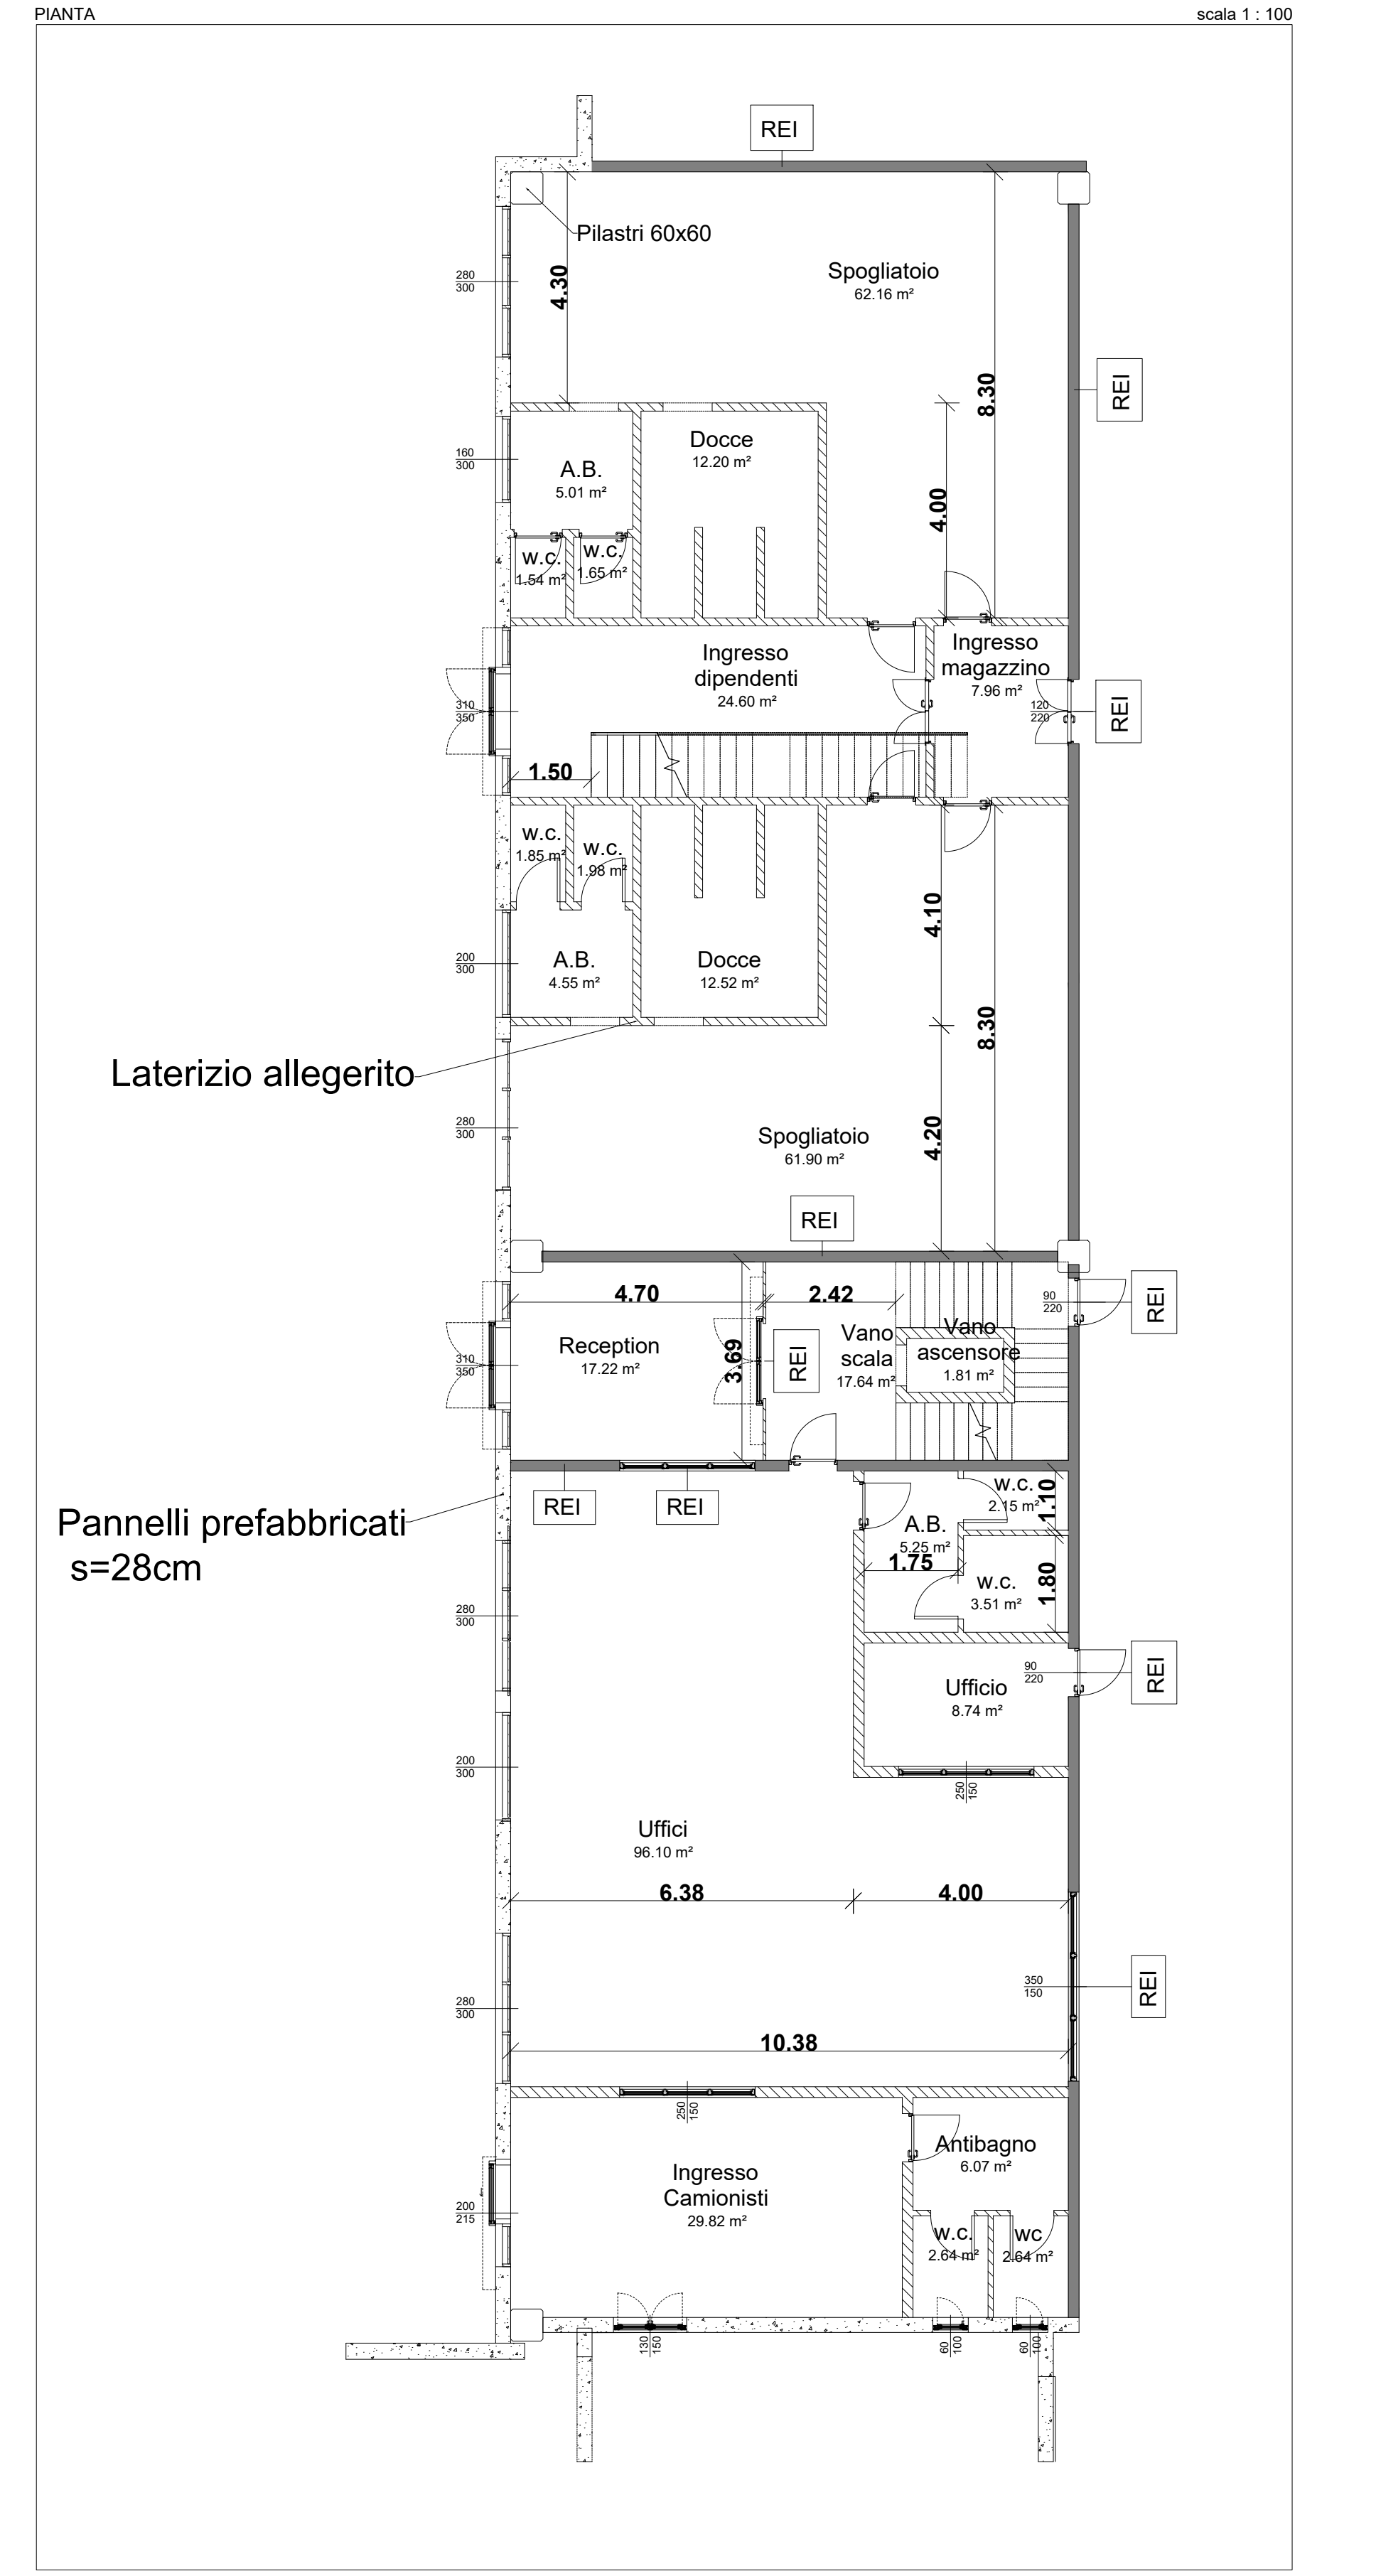 PIANTA
scala 1 : 100
REI
Pilastri 60x60
280
300
4.30
Spogliatoio
62.16 m²
8.30
REI
160
300
A.B.
5.01 m²
Docce
12.20 m²
4.00
w.c.
1.54 m²
w.c.
1.65 m²
Ingresso
dipendenti
24.60 m²
Ingresso
magazzino
7.96 m²
310
350
120
220
REI
1.50
w.c.
1.85 m²
w.c.
1.98 m²
4.10
200
300
A.B.
4.55 m²
Docce
12.52 m²
8.30
Laterizio allegerito
280
300
Spogliatoio
61.90 m²
4.20
REI
4.70
2.42
90
220
REI
Reception
17.22 m²
3.69
REI
Vano
scala
17.64 m²
Vano
ascensore
1.81 m²
310
350
REI
REI
Pannelli prefabbricati
s=28cm
w.c.
2.15 m²
1.10
A.B.
5.25 m²
1.75
w.c.
3.51 m²
1.80
280
300
Ufficio
8.74 m²
90
220
REI
200
300
250
150
Uffici
96.10 m²
6.38
4.00
280
300
350
150
REI
10.38
250
150
Antibagno
6.07 m²
Ingresso
Camionisti
29.82 m²
200
215
w.c.
2.64 m²
wc
2.64 m²
130
150
60
100
60
100